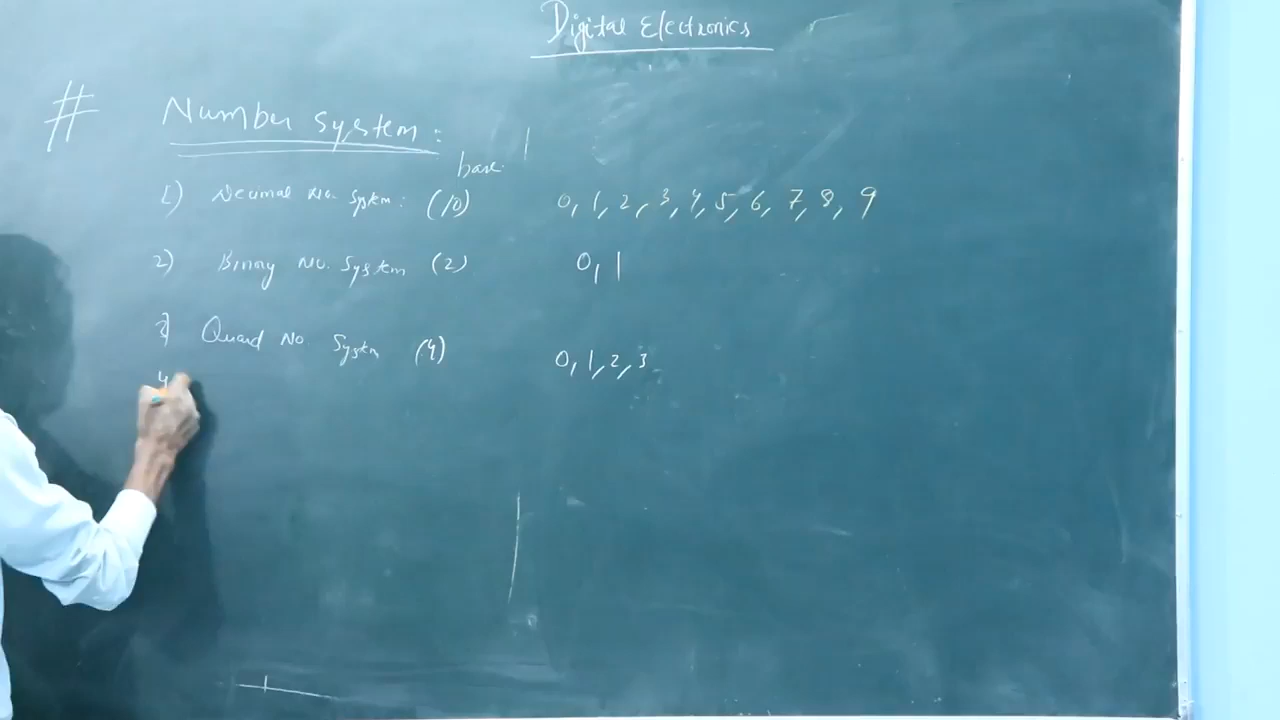 Digital Electronics
# Number System:
base
1) Decimal No. System: (10) 0, 1, 2, 3, 4, 5, 6, 7, 8, 9
2) Binary No. System (2) 0, 1
3) Quard No. System (4) 0, 1, 2, 3
4